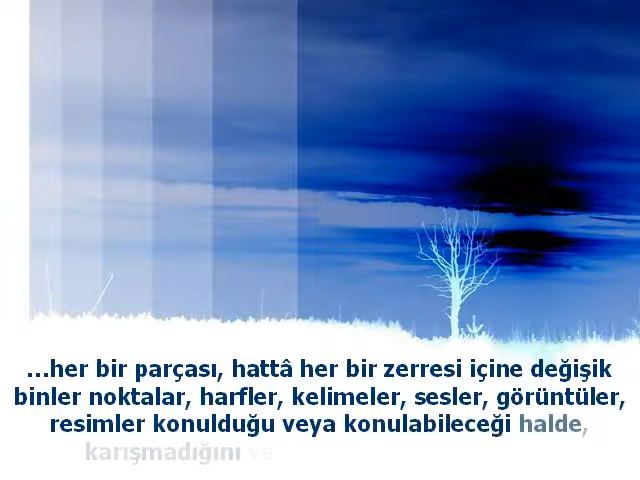 ...her bir parçası, hattâ her bir zerresi içine değişik
binler noktalar, harfler, kelimeler, sesler, görüntüler,
resimler konulduğu veya konulabileceği halde,
karışmadığını ve